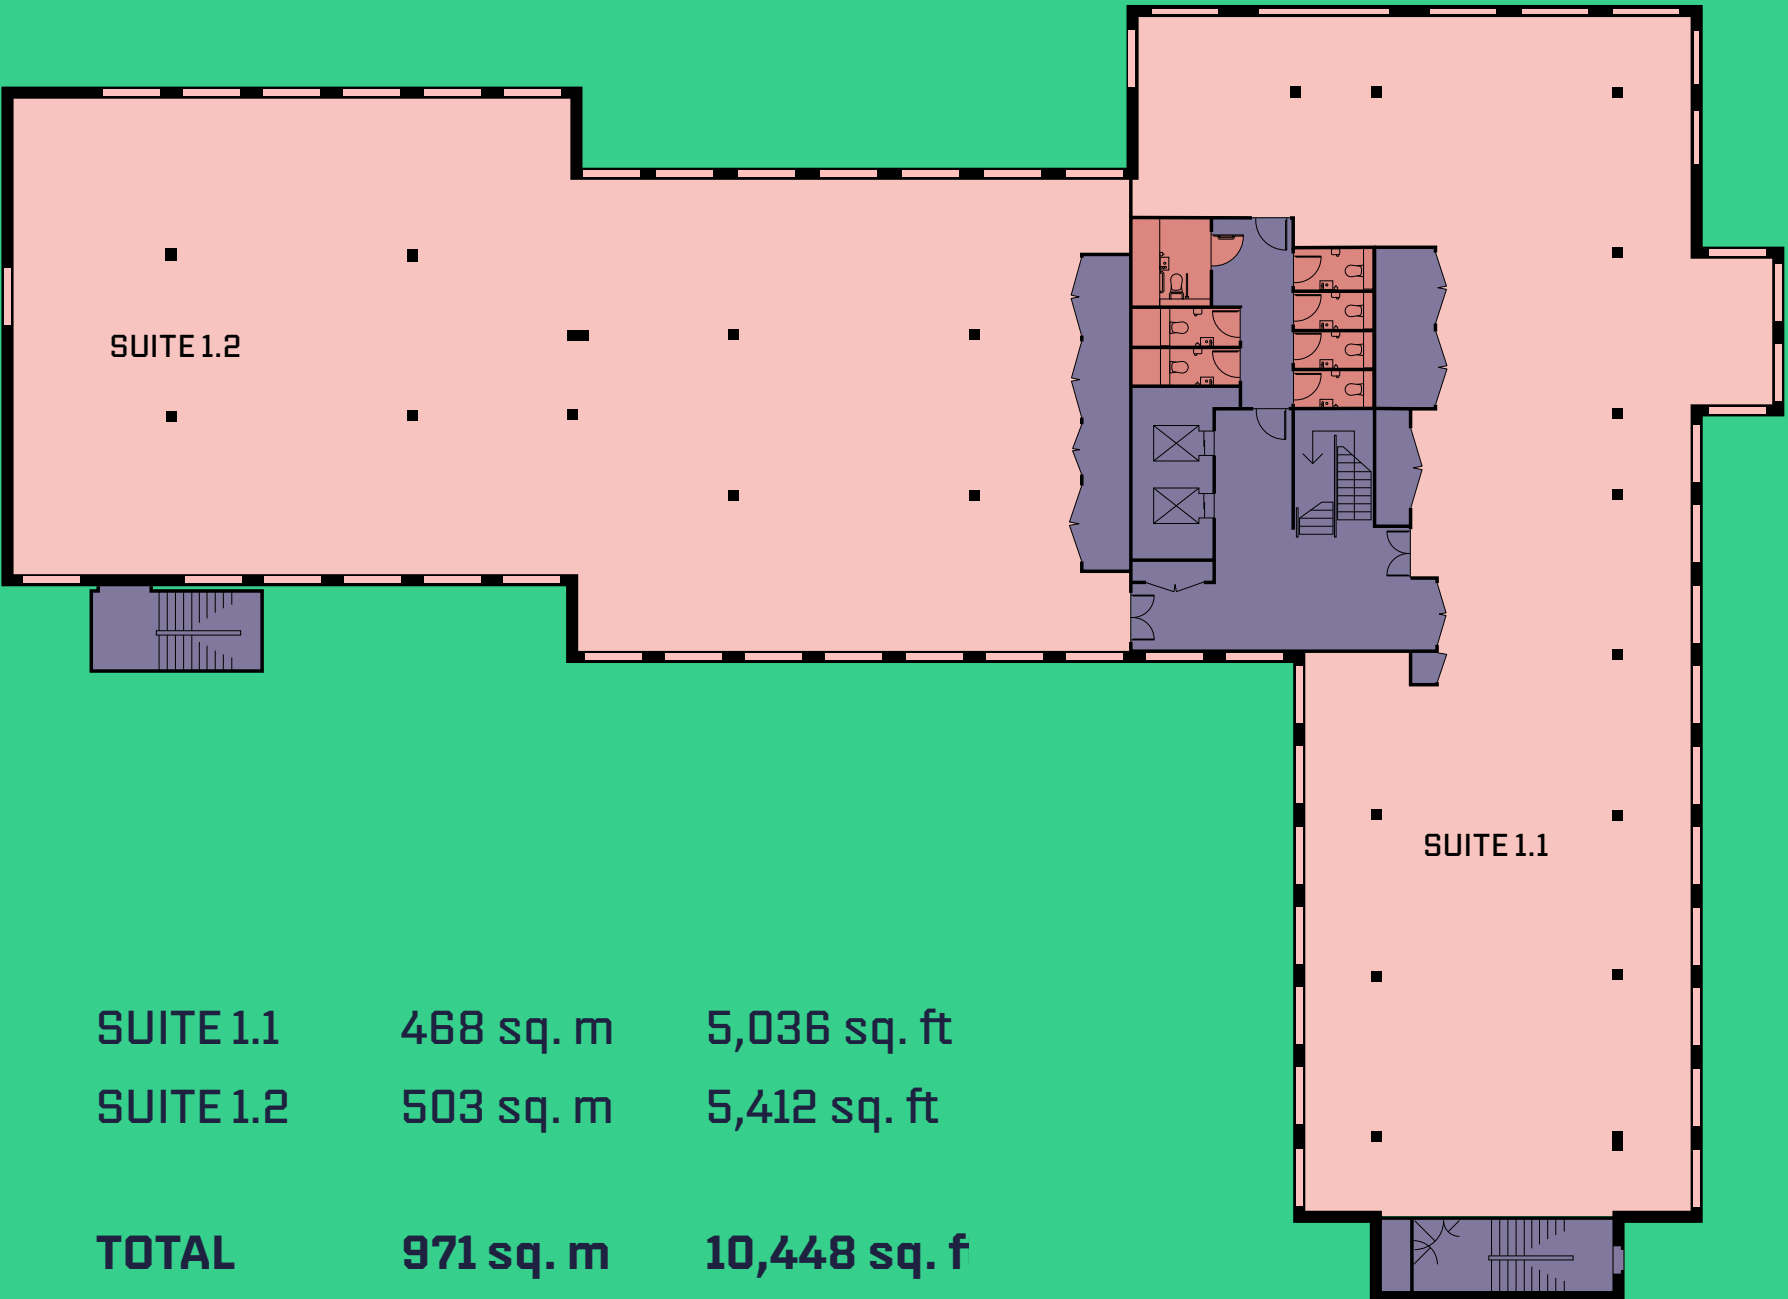 SUITE 1.2
SUITE 1.1
SUITE 1.1 468 sq. m 5,036 sq. ft
SUITE 1.2 503 sq. m 5,412 sq. ft
TOTAL 971 sq. m 10,448 sq. f